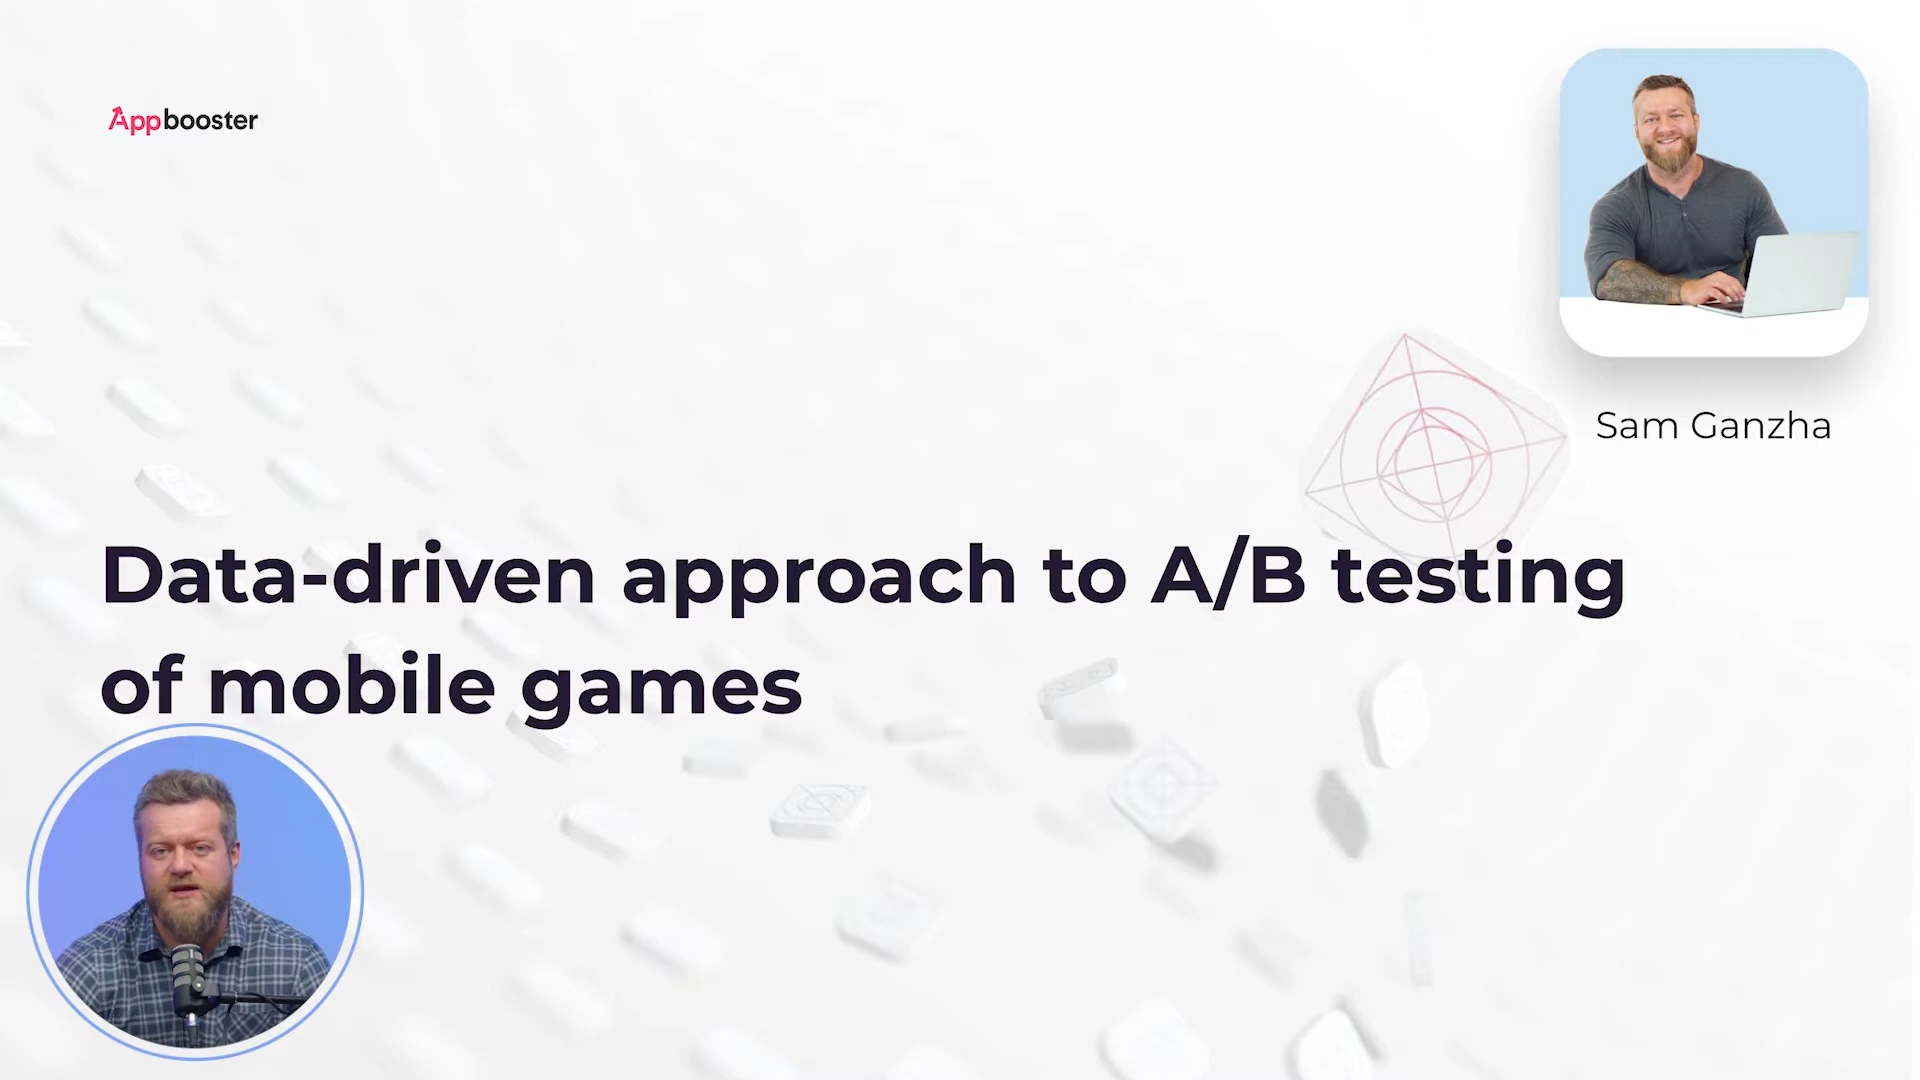 Appbooster
Sam Ganzha
Data-driven approach to A/B testing
of mobile games